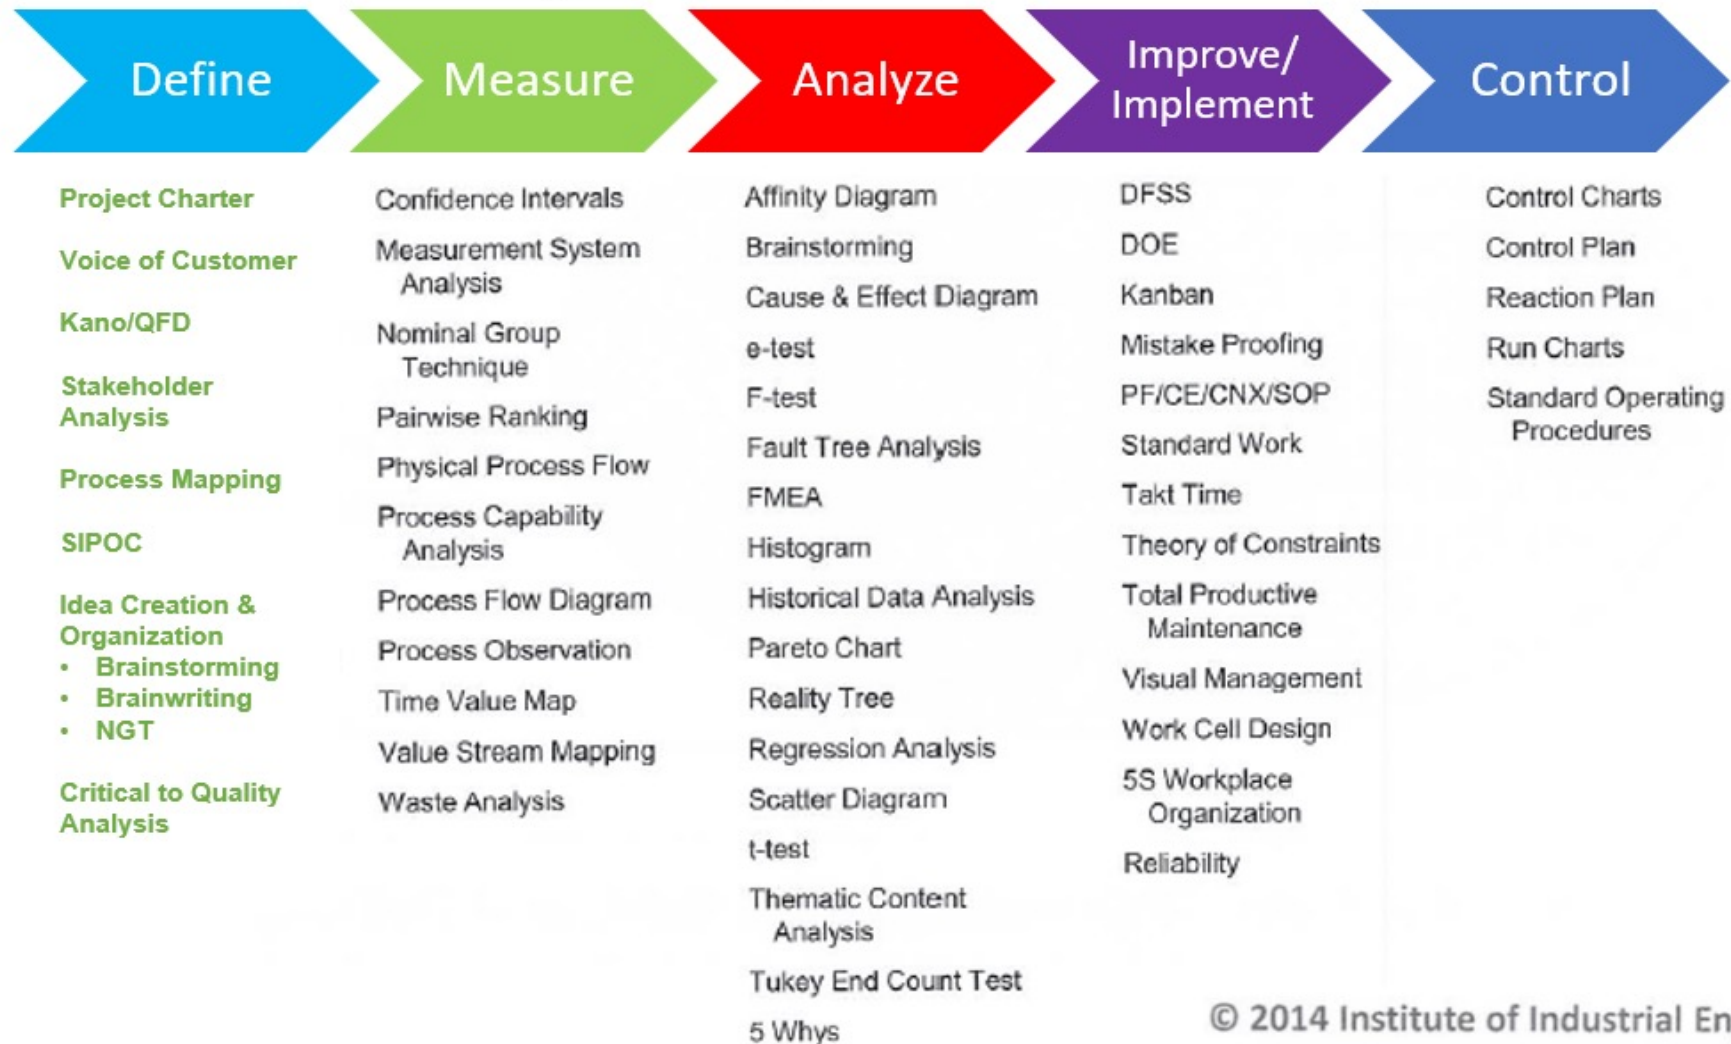 Define
Measure
Analyze
Improve/
Implement
Control
Project Charter
Voice of Customer
Kano/QFD
Stakeholder
Analysis
Process Mapping
SIPOC
Idea Creation &
Organization
• Brainstorming
• Brainwriting
• NGT
Critical to Quality
Analysis
Confidence Intervals
Measurement System
Analysis
Nominal Group
Technique
Pairwise Ranking
Physical Process Flow
Process Capability
Analysis
Process Flow Diagram
Process Observation
Time Value Map
Value Stream Mapping
Waste Analysis
Affinity Diagram
Brainstorming
Cause & Effect Diagram
e-test
F-test
Fault Tree Analysis
FMEA
Histogram
Historical Data Analysis
Pareto Chart
Reality Tree
Regression Analysis
Scatter Diagram
t-test
Thematic Content
Analysis
Tukey End Count Test
5 Whys
DFSS
DOE
Kanban
Mistake Proofing
PF/CE/CNX/SOP
Standard Work
Takt Time
Theory of Constraints
Total Productive
Maintenance
Visual Management
Work Cell Design
5S Workplace
Organization
Reliability
Control Charts
Control Plan
Reaction Plan
Run Charts
Standard Operating
Procedures
© 2014 Institute of Industrial En